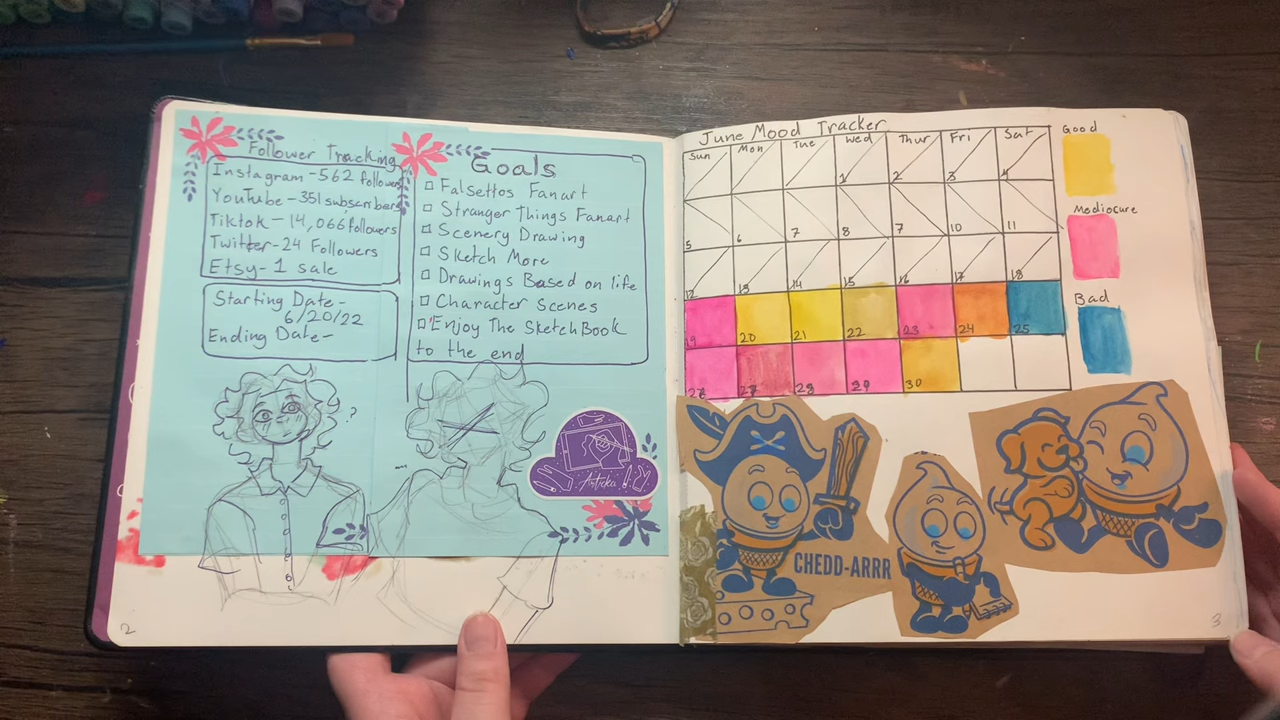 Follower Tracking
Instagram - 562 followers
YouTube - 351 subscribers
Tiktok - 14,066 followers
Twitter - 24 Followers
Etsy - 1 sale
Starting Date -
6/20/22
Ending Date -
Goals
Falsettos Fanart
Stranger Things Fanart
Scenery Drawing
Sketch More
Drawings Based on life
Character Scenes
Enjoy The SketchBook
to the end
?
...
Articka
2
June Mood Tracker
Sun Mon Tue Wed Thur Fri Sat
1 2 3 4
5 6 7 8 7 10 11
12 13 14 15 16 17 18
19 20 21 22 23 24 25
26 27 28 29 30
Good
Mediocure
Bad
CHEDD-ARRR
3